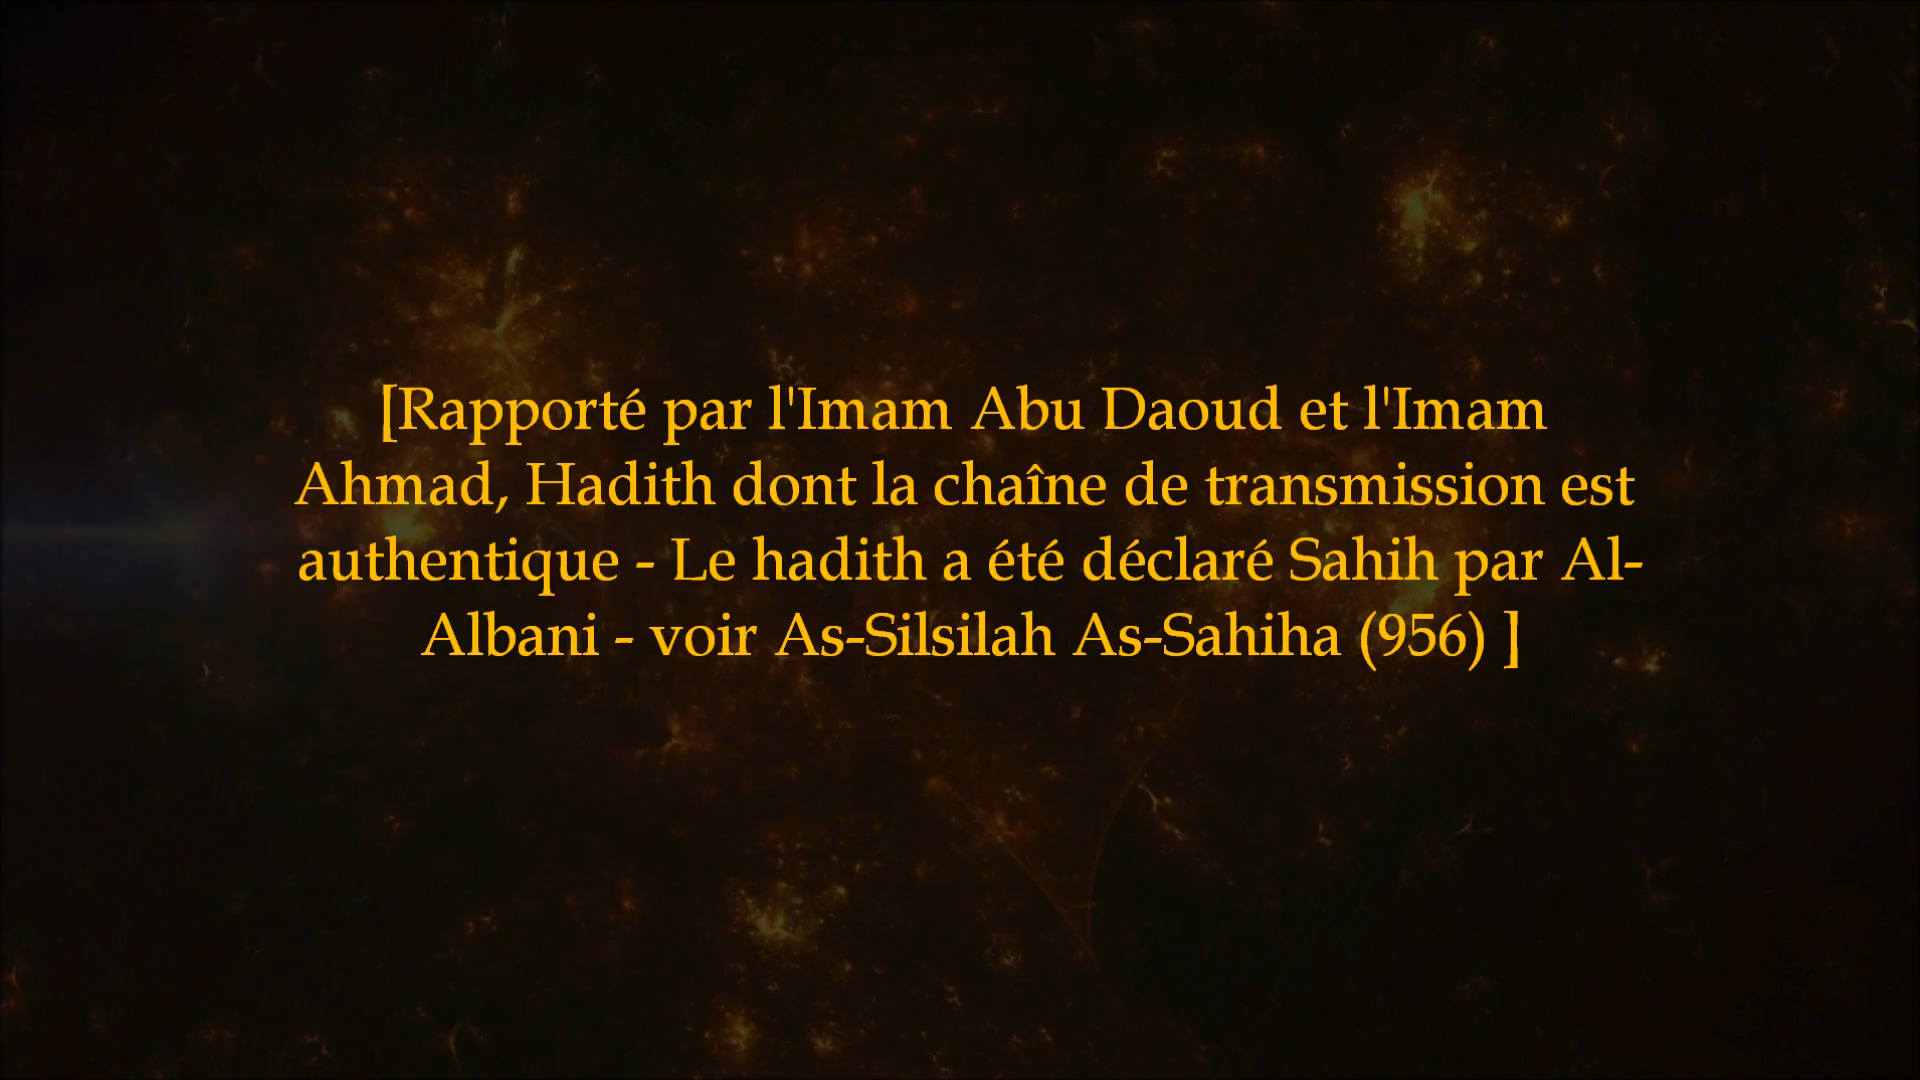 [Rapporté par l'Imam Abu Daoud et l'Imam
Ahmad, Hadith dont la chaîne de transmission est
authentique - Le hadith a été déclaré Sahih par Al-
Albani - voir As-Silsilah As-Sahiha (956) ]